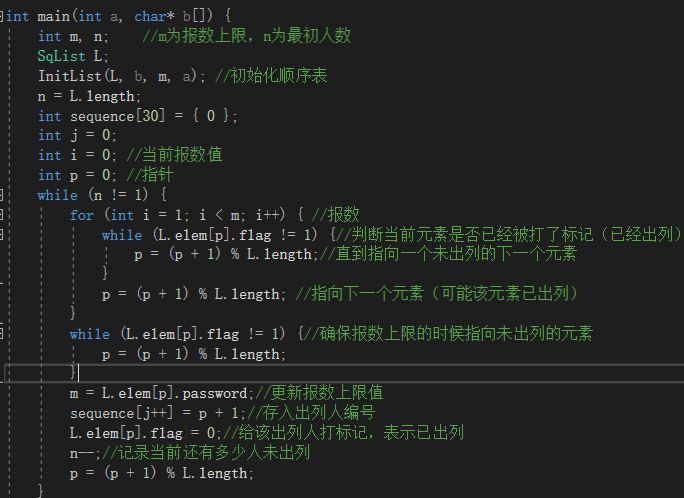 int main(int a, char* b[]) {
int m, n; //m为报数上限，n为最初人数
SqList L;
InitList(L, b, m, a); //初始化顺序表
n = L.length;
int sequence[30] = { 0 };
int j = 0;
int i = 0; //当前报数值
int p = 0; //指针
while (n != 1) {
for (int i = 1; i < m; i++) { //报数
while (L.elem[p].flag != 1) {//判断当前元素是否已经被打了标记（已经出列）
p = (p + 1) % L.length;//直到指向一个未出列的下一个元素
}
p = (p + 1) % L.length; //指向下一个元素（可能该元素已出列）
}
while (L.elem[p].flag != 1) {//确保报数上限的时候指向未出列的元素
p = (p + 1) % L.length;
}
m = L.elem[p].password;//更新报数上限值
sequence[j++] = p + 1;//存入出列人编号
L.elem[p].flag = 0;//给该出列人打标记，表示已出列
n--;//记录当前还有多少人未出列
p = (p + 1) % L.length;
}